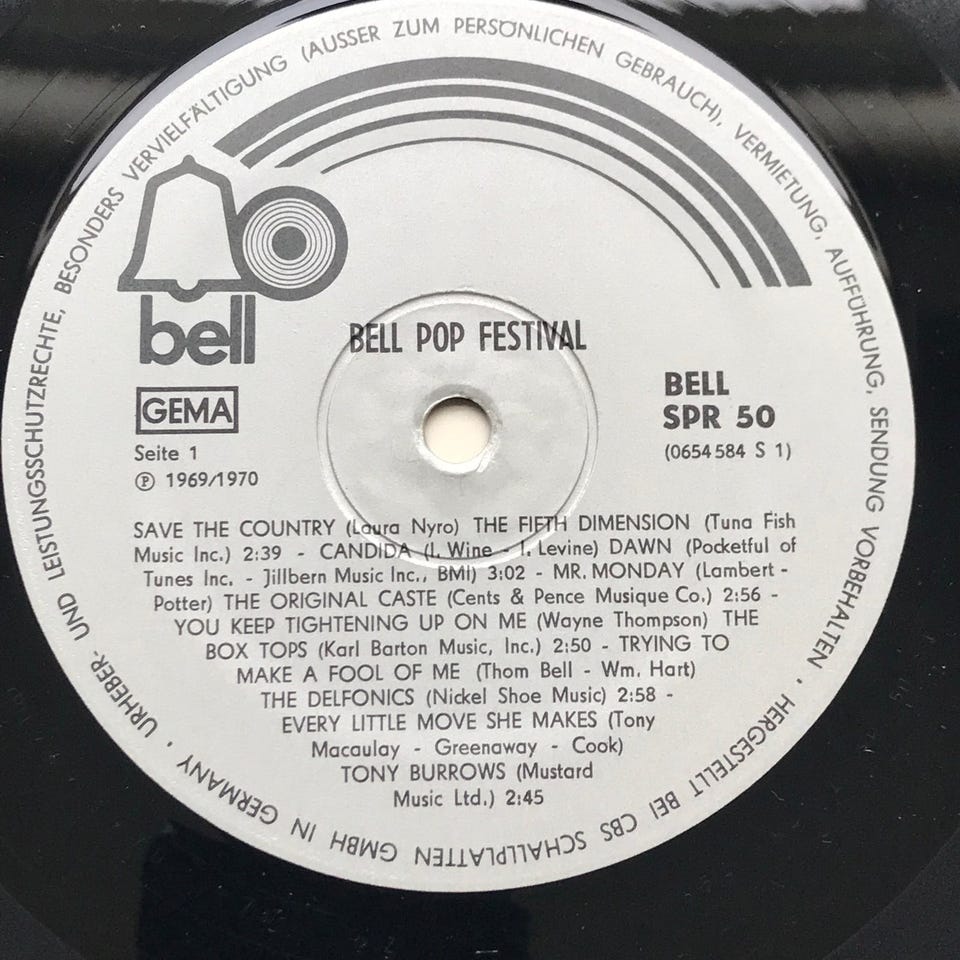 URHEBER- UND LEISTUNGSSCHUTZRECHTE, BESONDERS VERVIELFÄLTIGUNG (AUSSER ZUM PERSÖNLICHEN GEBRAUCH), VERMIETUNG, AUFFÜHRUNG, SENDUNG VORBEHALTEN · HERGESTELLT BEI CBS SCHALLPLATTEN GMBH IN GERMANY ·
bell
BELL POP FESTIVAL
GEMA
Seite 1
℗ 1969/1970
BELL
SPR 50
(0654 584 S 1)
SAVE THE COUNTRY (Laura Nyro) THE FIFTH DIMENSION (Tuna Fish
Music Inc.) 2:39 - CANDIDA (I. Wine - I. Levine) DAWN (Pocketful of
Tunes Inc. - Jillbern Music Inc., BMI) 3:02 - MR. MONDAY (Lambert -
Potter) THE ORIGINAL CASTE (Cents & Pence Musique Co.) 2:56 -
YOU KEEP TIGHTENING UP ON ME (Wayne Thompson) THE
BOX TOPS (Karl Barton Music, Inc.) 2:50 - TRYING TO
MAKE A FOOL OF ME (Thom Bell - Wm. Hart)
THE DELFONICS (Nickel Shoe Music) 2:58 -
EVERY LITTLE MOVE SHE MAKES (Tony
Macaulay - Greenaway - Cook)
TONY BURROWS (Mustard
Music Ltd.) 2:45